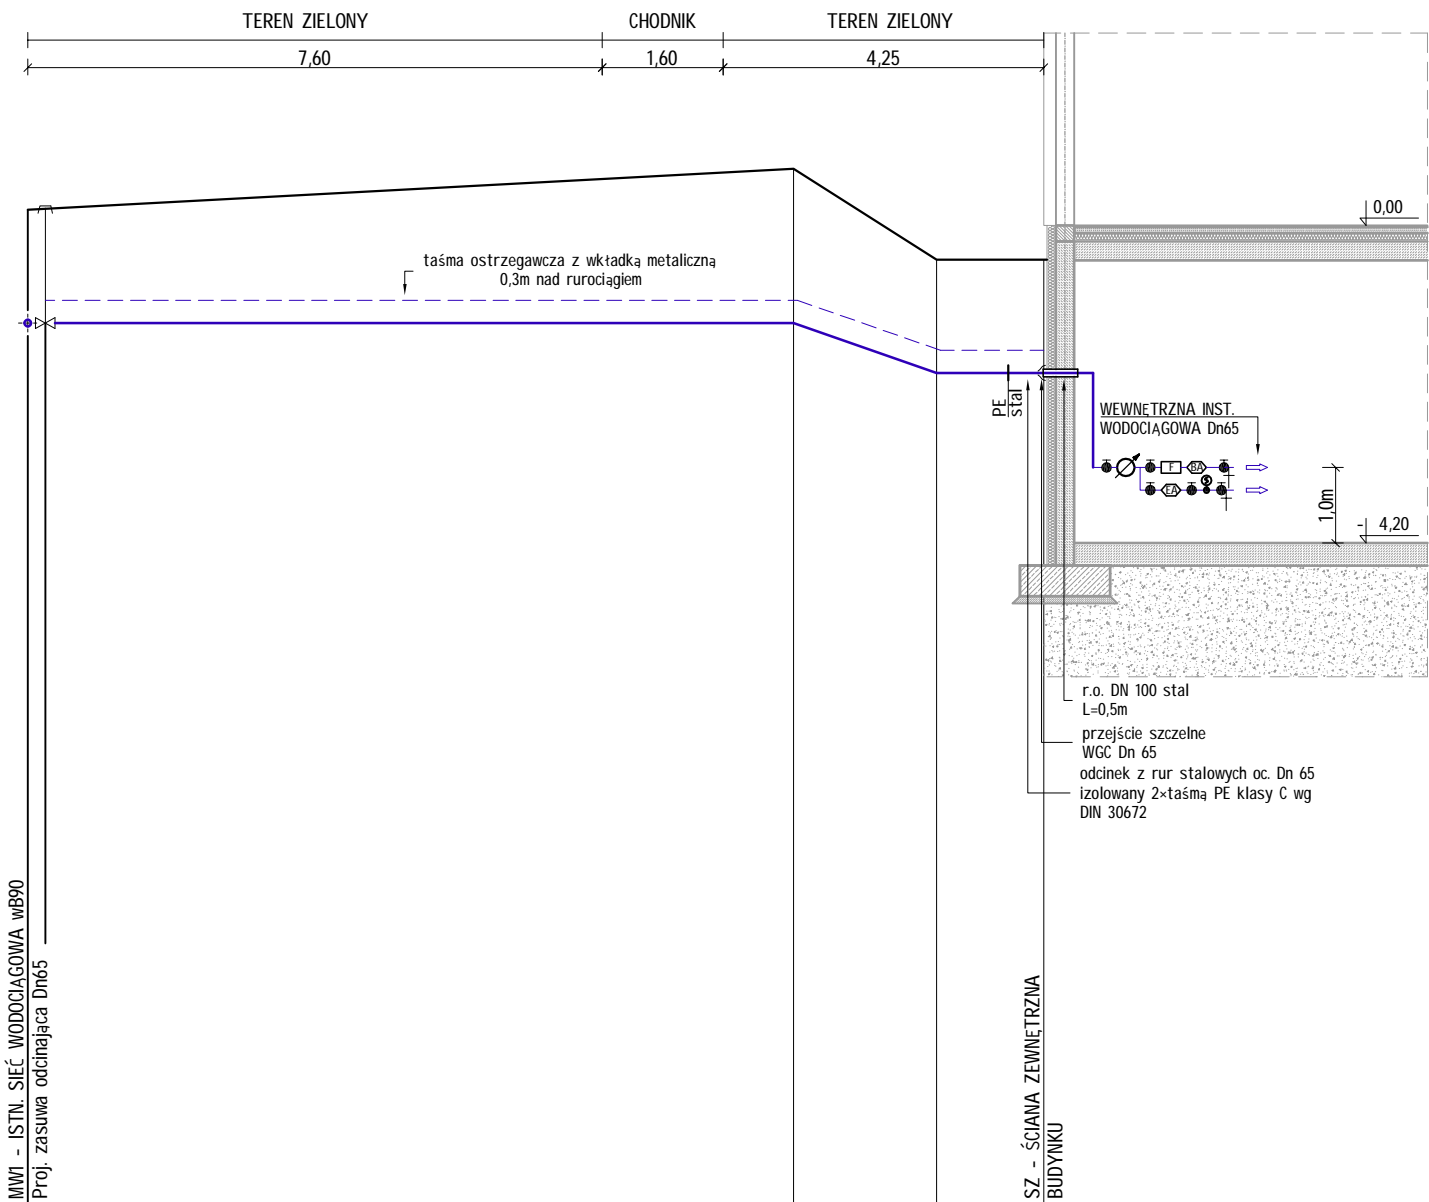 TEREN ZIELONY
CHODNIK
TEREN ZIELONY
7,60
1,60
4,25
0,00
taśma ostrzegawcza z wkładką metaliczną
0,3m nad rurociągiem
PE
stal
WEWNĘTRZNA INST.
WODOCIĄGOWA Dn65
F
BA
EA
S
1,0m
- 4,20
r.o. DN 100 stal
L=0,5m
przejście szczelne
WGC Dn 65
odcinek z rur stalowych oc. Dn 65
izolowany 2×taśmą PE klasy C wg
DIN 30672
MW1 - ISTN. SIEĆ WODOCIĄGOWA wB90
Proj. zasuwa odcinająca Dn65
SZ - ŚCIANA ZEWNĘTRZNA
BUDYNKU